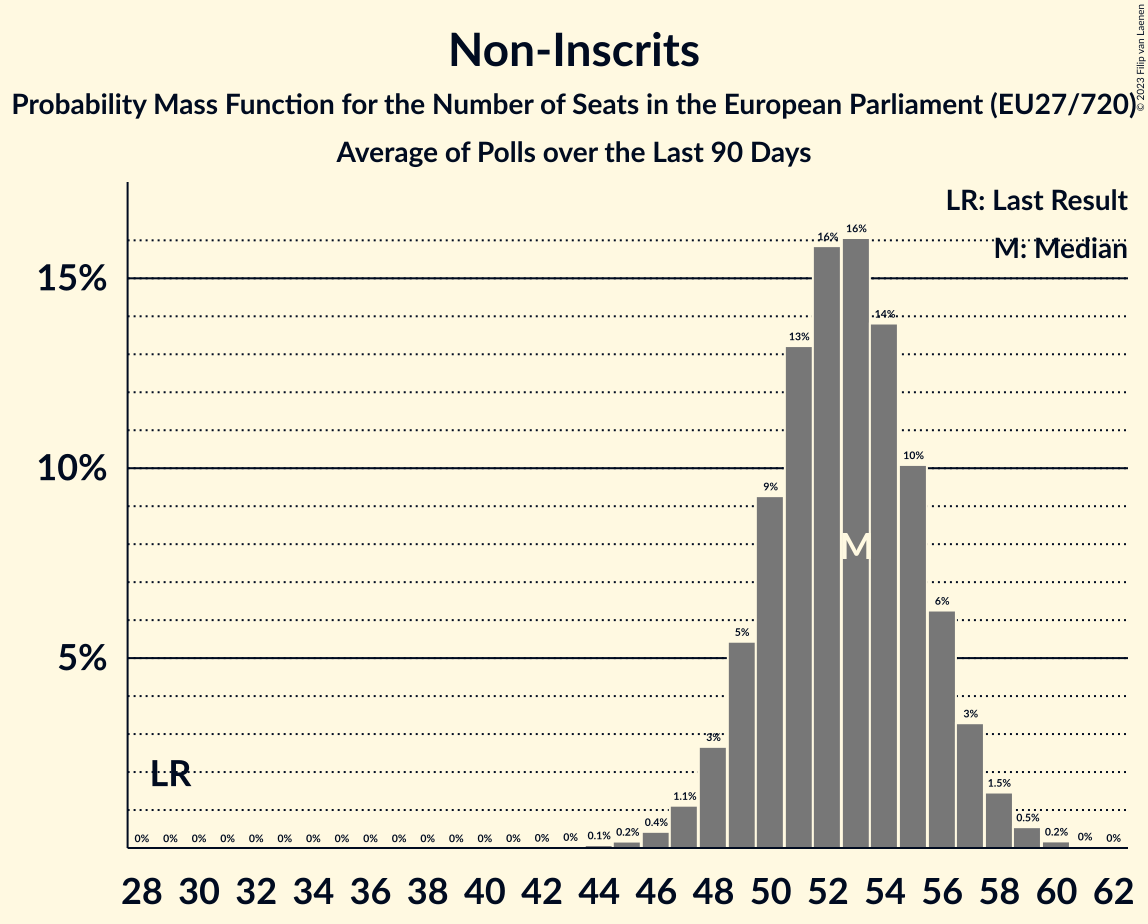 © 2023 Filip van Laenen
Non-Inscrits
Probability Mass Function for the Number of Seats in the European Parliament (EU27/720)
Average of Polls over the Last 90 Days
LR: Last Result
M: Median
15%
10%
5%
16%
16%
14%
13%
10%
9%
M
6%
5%
3%
3%
LR
1.5%
1.1%
0.4%
0.5%
0% 0% 0% 0% 0% 0% 0% 0% 0% 0% 0% 0% 0% 0% 0% 0% 0.1% 0.2% 0.2% 0% 0%
28 30 32 34 36 38 40 42 44 46 48 50 52 54 56 58 60 62